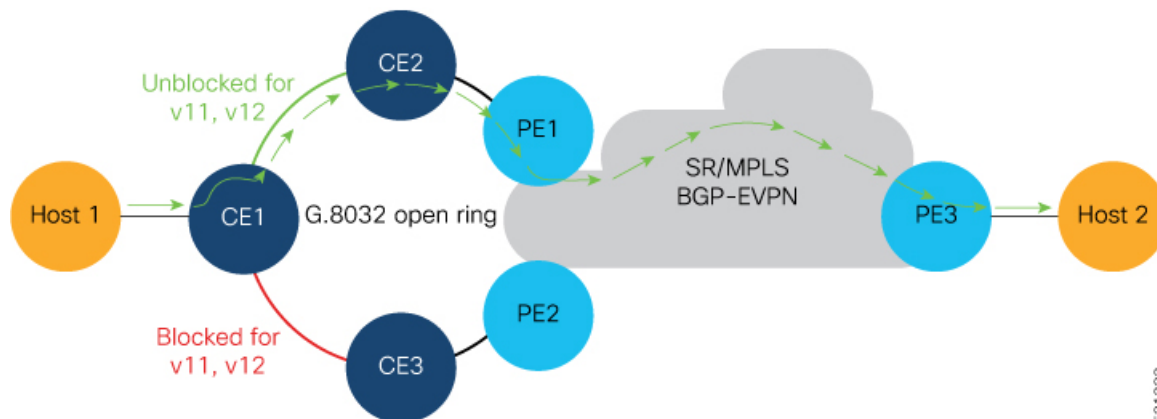 CE2
Unblocked for
v11, v12
PE1
SR/MPLS
BGP-EVPN
Host 1
CE1
G.8032 open ring
PE3
Host 2
PE2
Blocked for
v11, v12
CE3